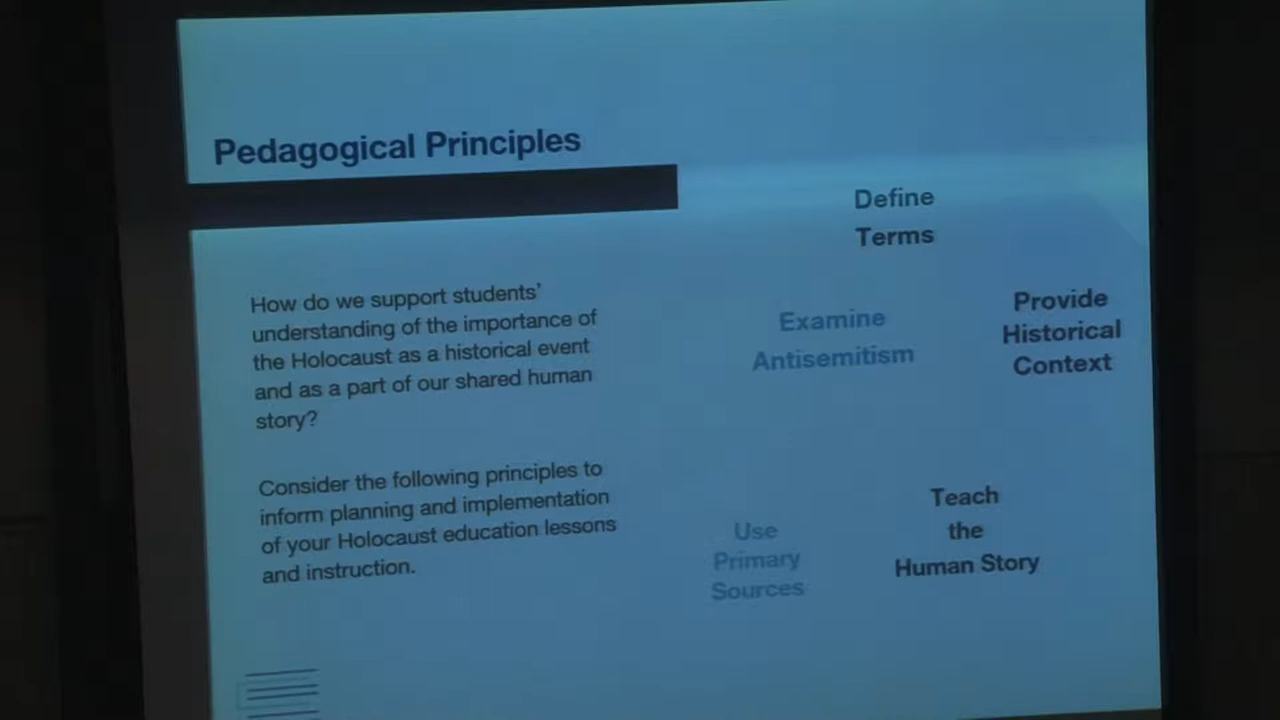 Pedagogical Principles
How do we support students'
understanding of the importance of
the Holocaust as a historical event
and as a part of our shared human
story?
Consider the following principles to
inform planning and implementation
of your Holocaust education lessons
and instruction.
Define
Terms
Examine
Antisemitism
Provide
Historical
Context
Use
Primary
Sources
Teach
the
Human Story